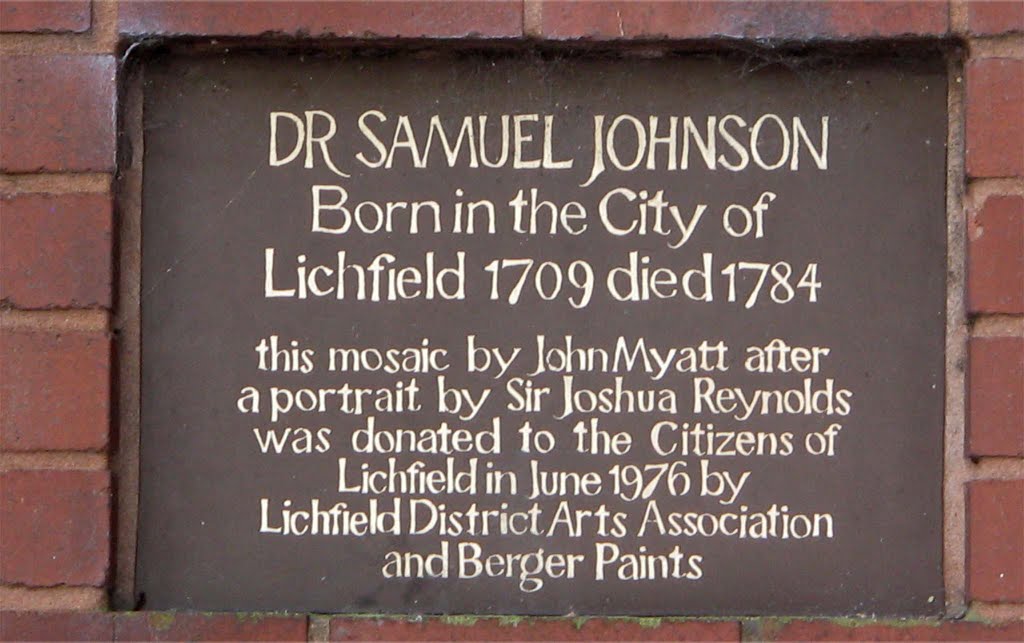 DR SAMUEL JOHNSON
Born in the City of
Lichfield 1709 died 1784
this mosaic by John Myatt after
a portrait by Sir Joshua Reynolds
was donated to the Citizens of
Lichfield in June 1976 by
Lichfield District Arts Association
and Berger Paints